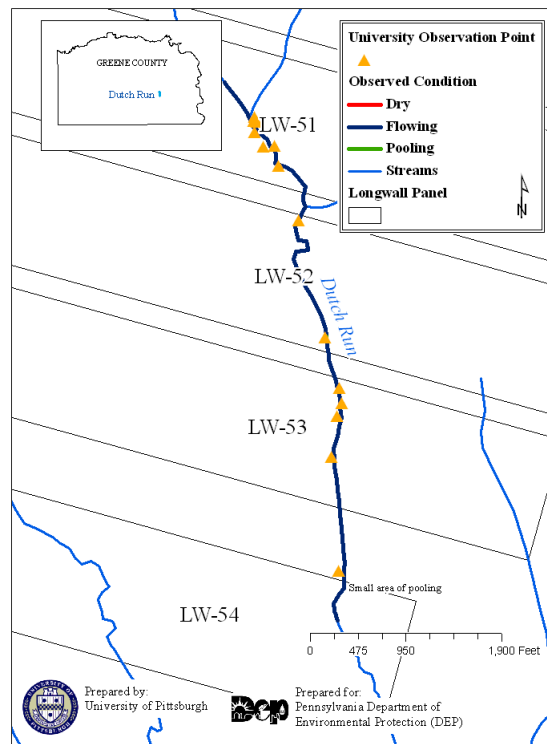 GREENE COUNTY
Dutch Run
University Observation Point
Observed Condition
Dry
Flowing
Pooling
Streams
Longwall Panel
N
LW-51
LW-52
Dutch Run
LW-53
Small area of pooling
LW-54
0 475 950 1,900 Feet
Prepared by:
University of Pittsburgh
Dep
Prepared for:
Pennsylvania Department of
Environmental Protection (DEP)